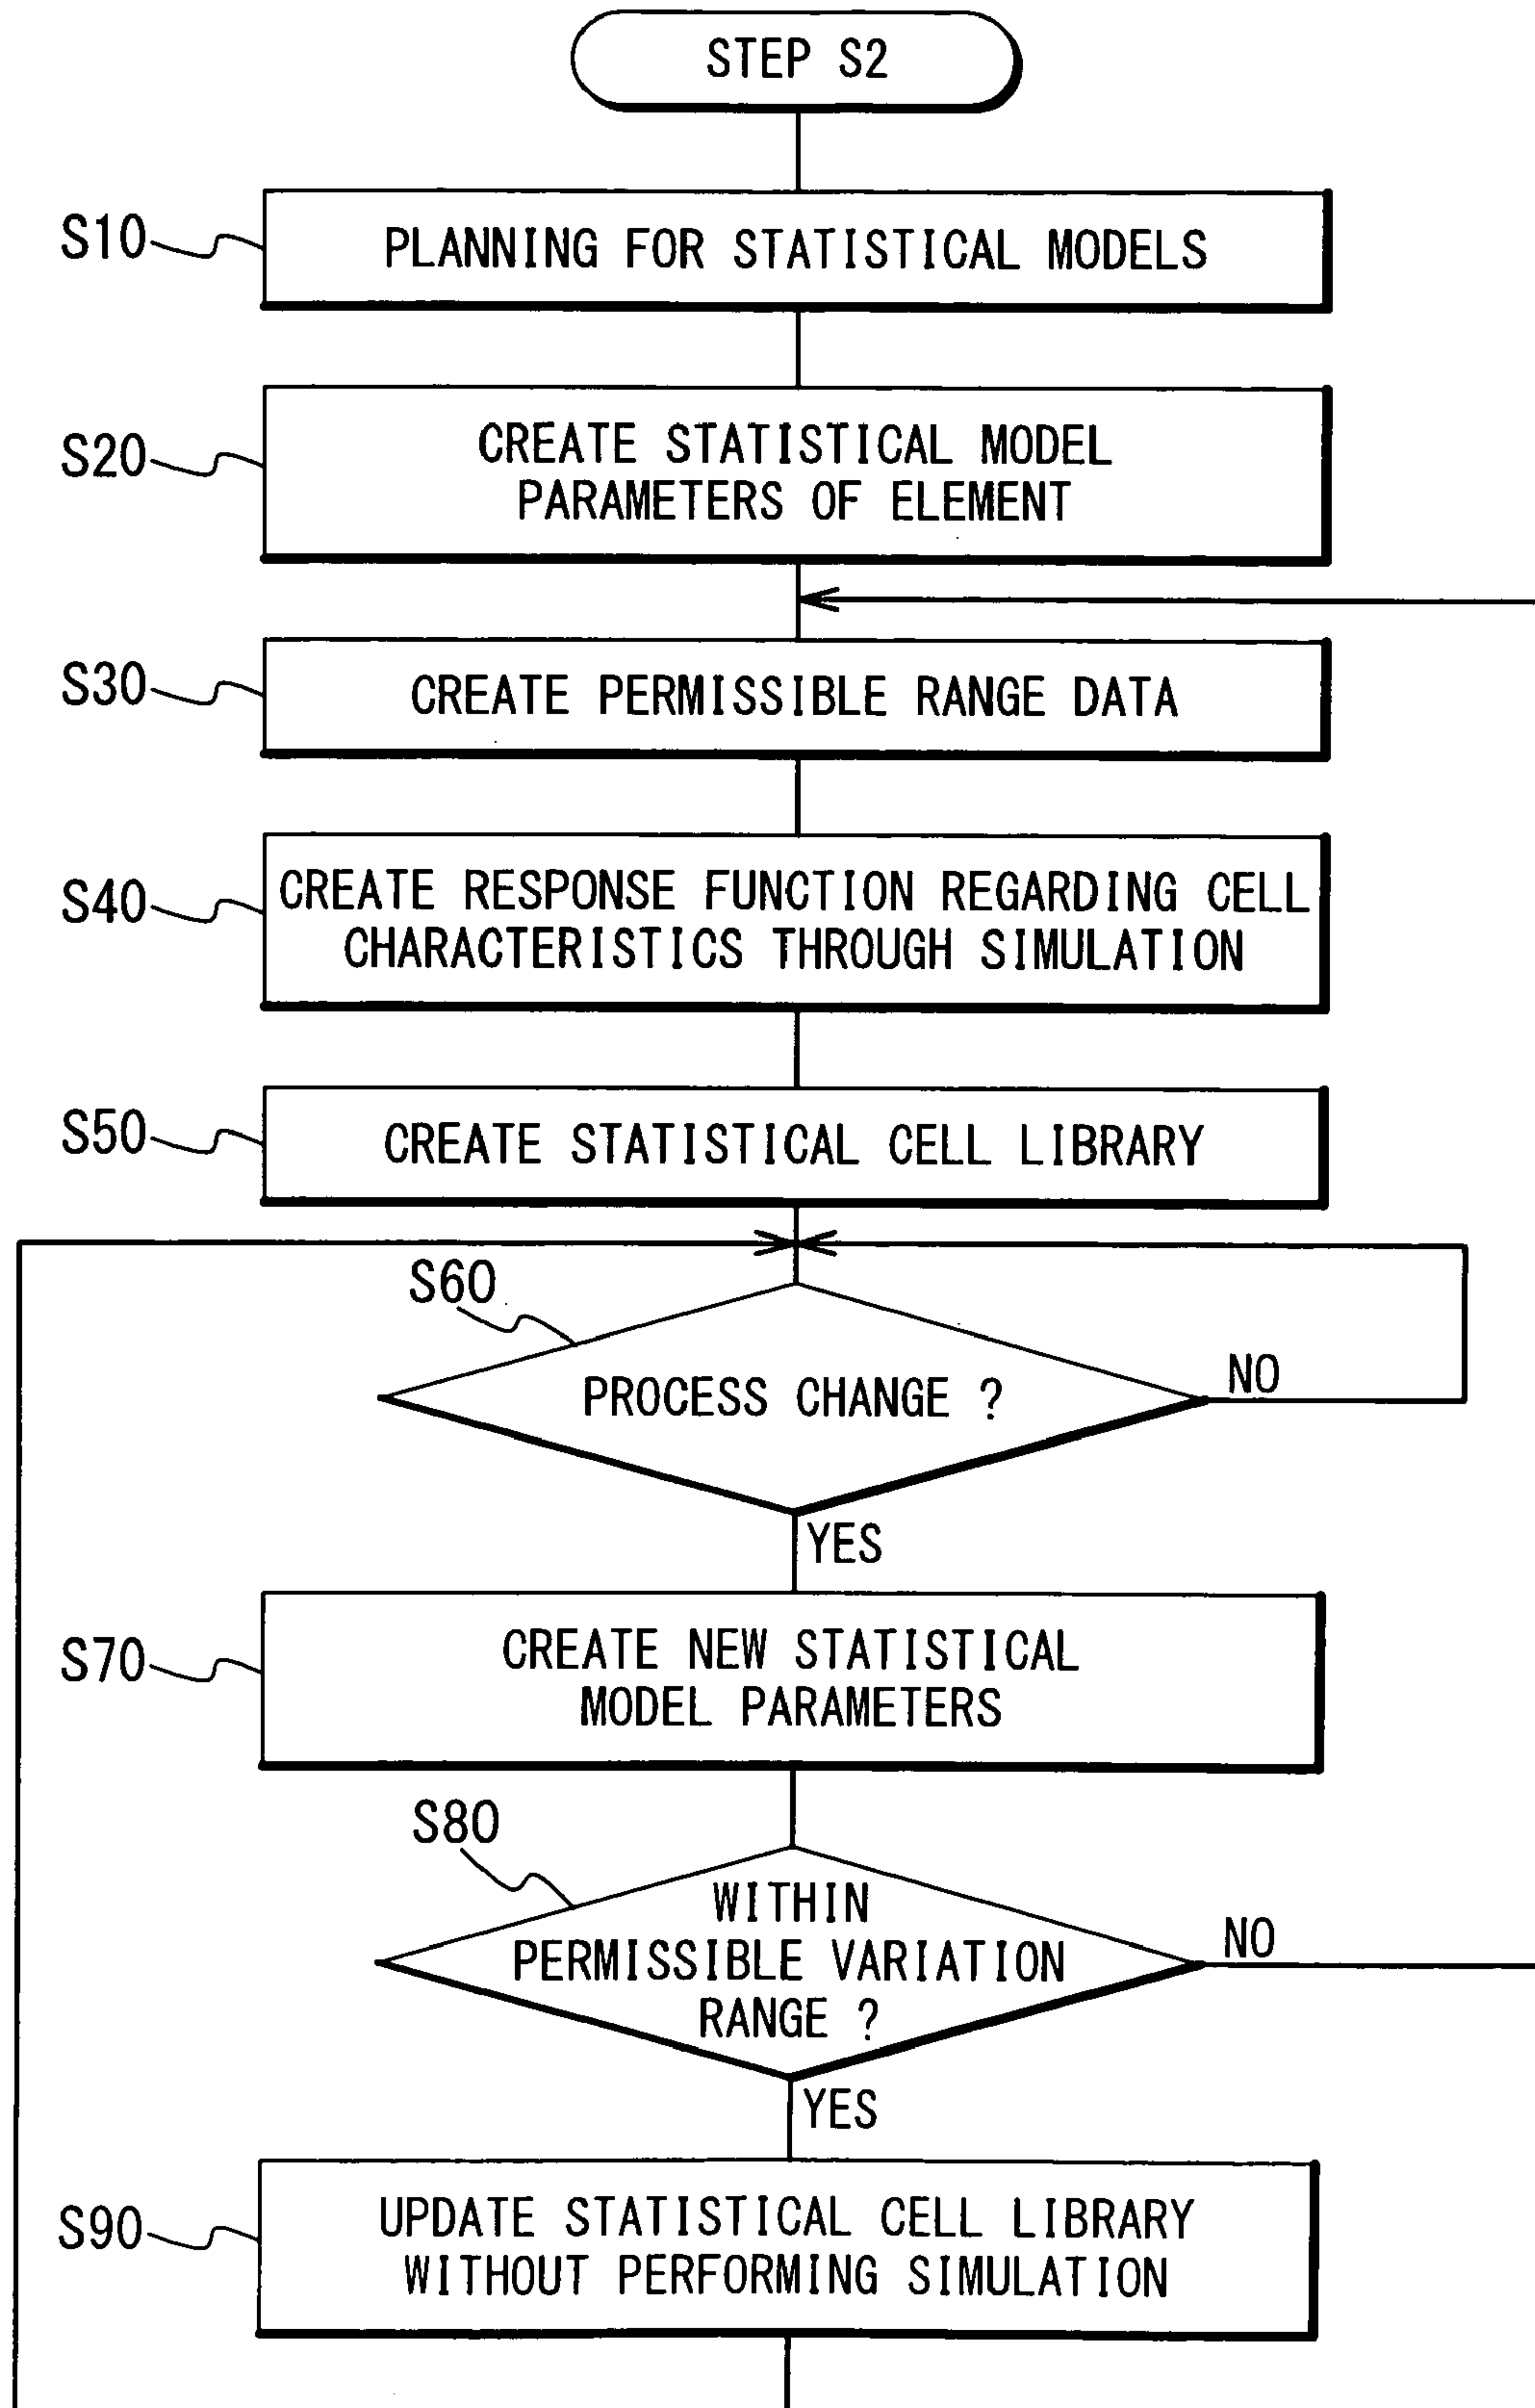 STEP S2
S10
PLANNING FOR STATISTICAL MODELS
S20
CREATE STATISTICAL MODEL
PARAMETERS OF ELEMENT
S30
CREATE PERMISSIBLE RANGE DATA
S40
CREATE RESPONSE FUNCTION REGARDING CELL
CHARACTERISTICS THROUGH SIMULATION
S50
CREATE STATISTICAL CELL LIBRARY
S60
PROCESS CHANGE ?
NO
YES
S70
CREATE NEW STATISTICAL
MODEL PARAMETERS
S80
WITHIN
PERMISSIBLE VARIATION
RANGE ?
NO
YES
S90
UPDATE STATISTICAL CELL LIBRARY
WITHOUT PERFORMING SIMULATION